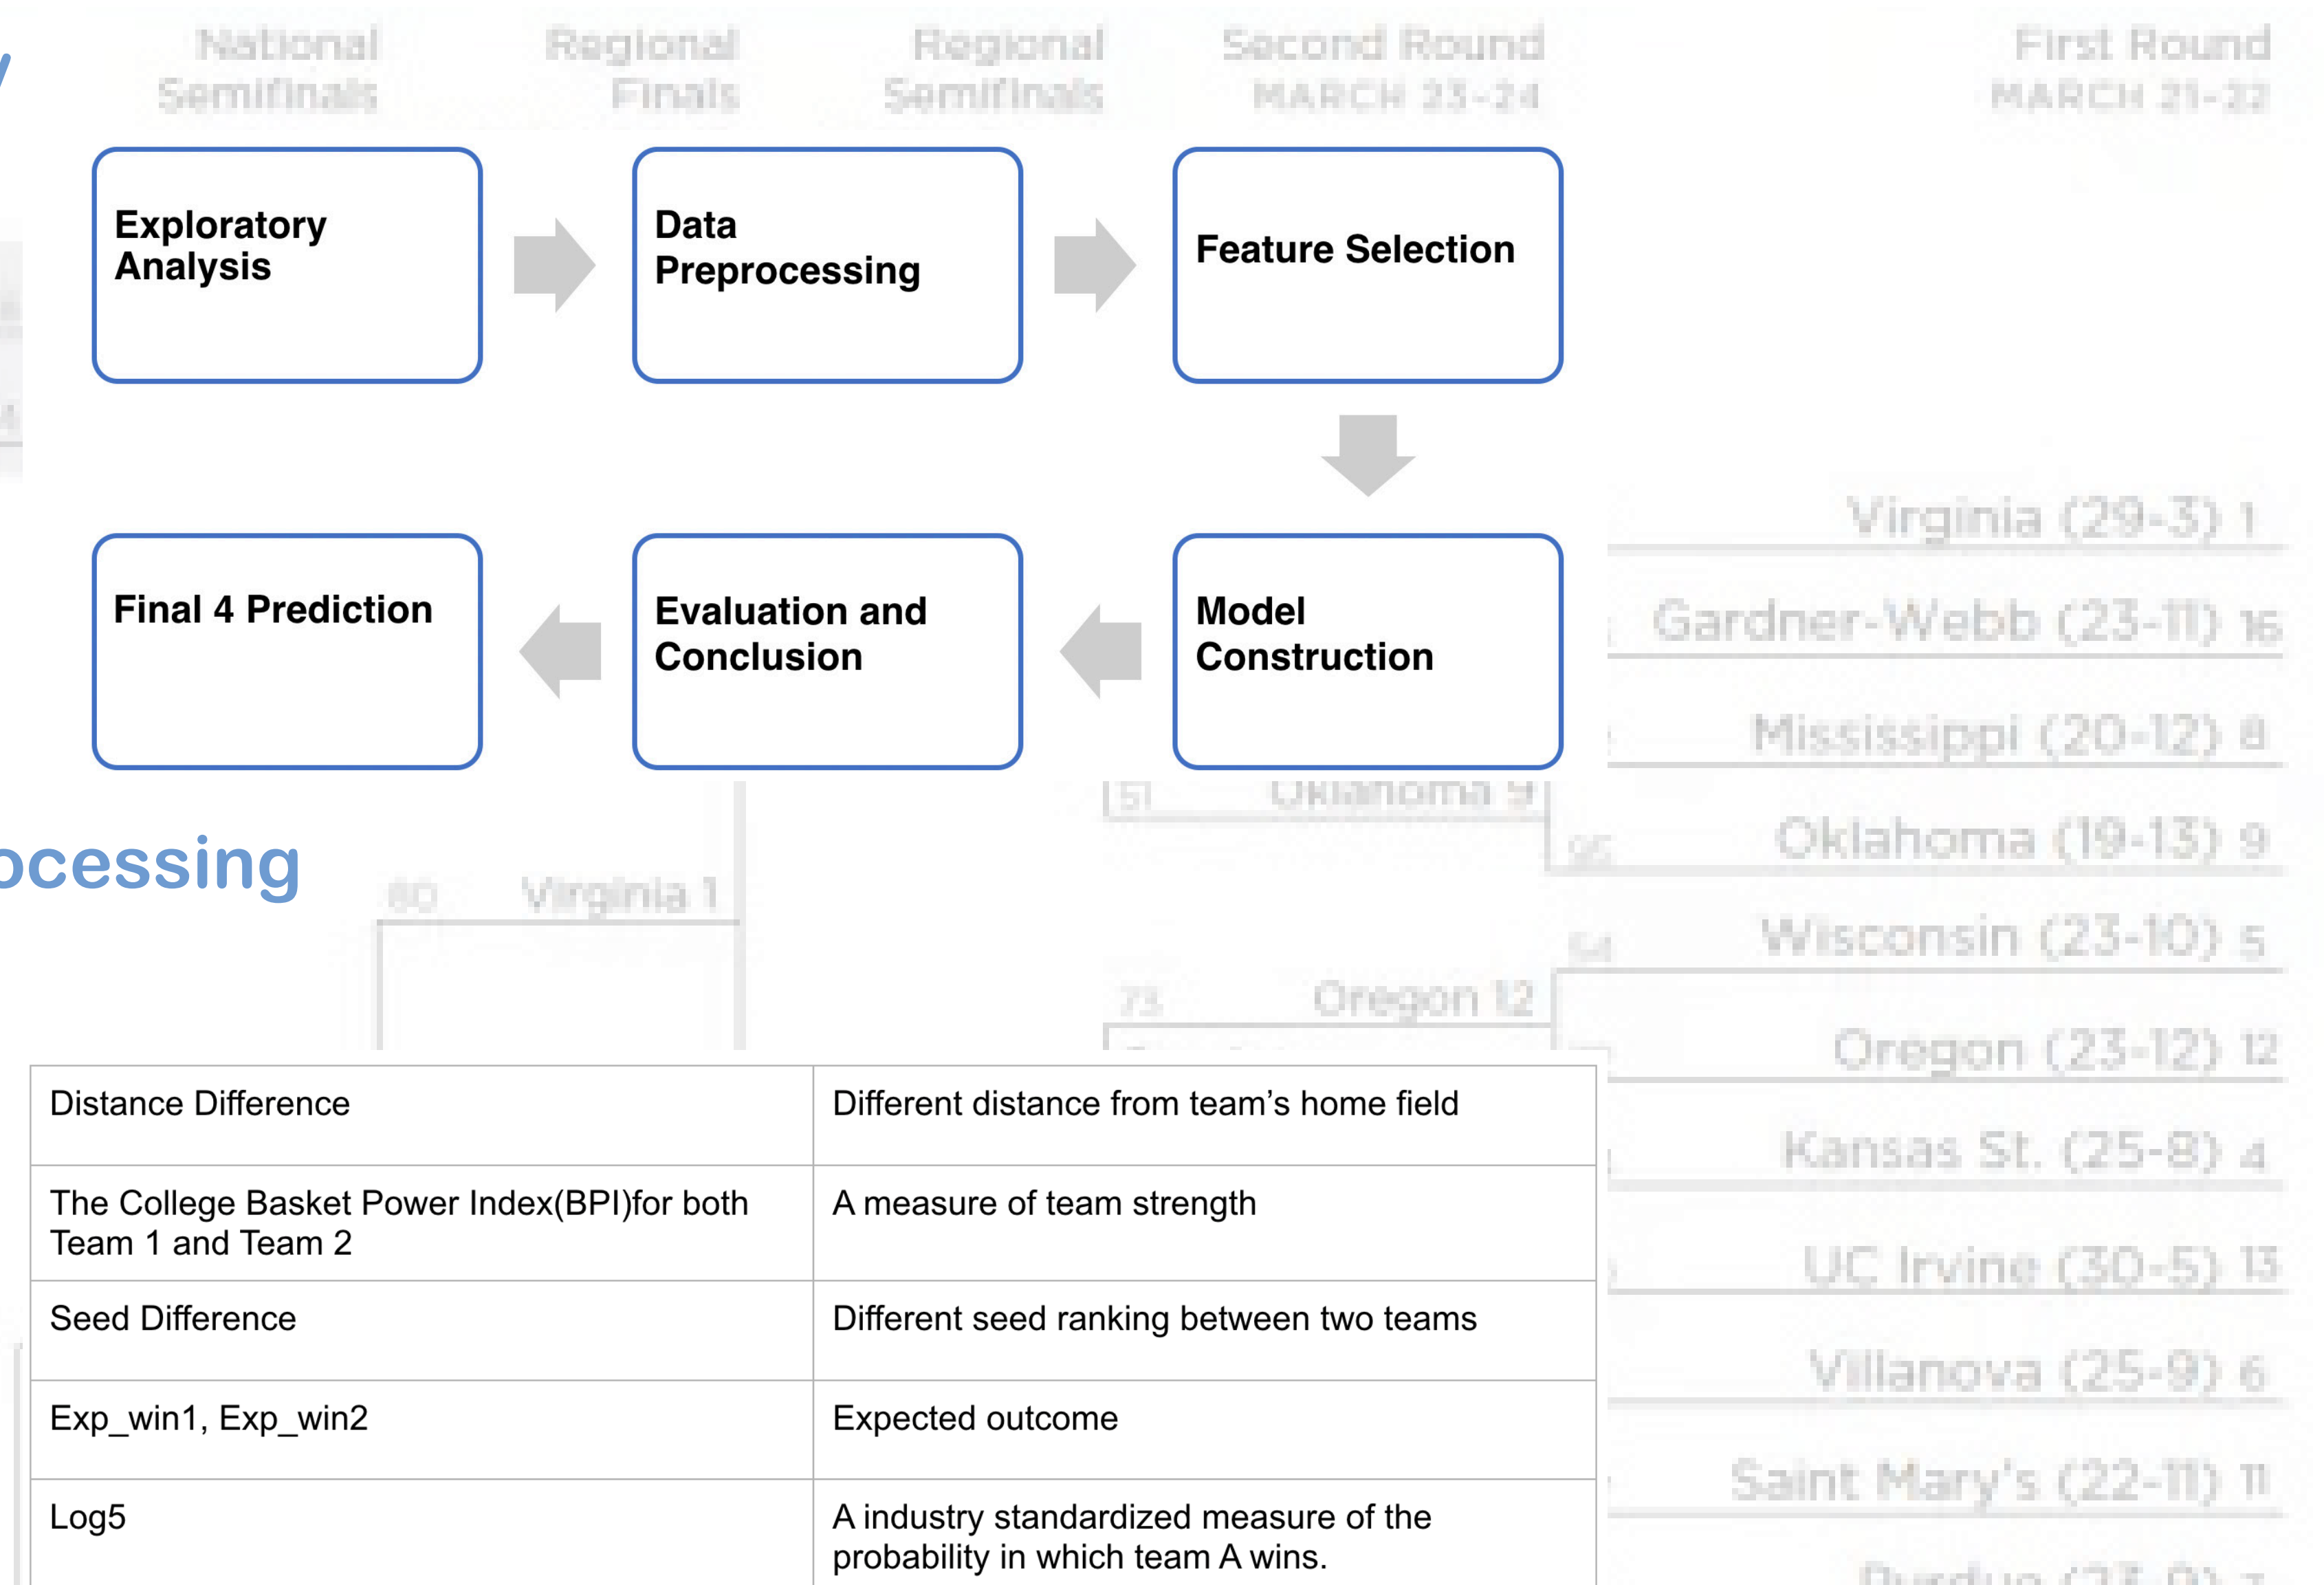 National
Semifinals
Regional
Finals
Regional
Semifinals
Second Round
MARCH 23-24
First Round
MARCH 21-22
Exploratory
Analysis
Data
Preprocessing
Feature Selection
Final 4 Prediction
Evaluation and
Conclusion
Model
Construction
Virginia (29-3) 1
Gardner-Webb (23-11) 16
Mississippi (20-12) 8
51 Oklahoma 9
Oklahoma (19-13) 9
ocessing
80 Virginia 1
Wisconsin (23-10) 5
54
73 Oregon 12
Oregon (23-12) 12
Kansas St. (25-8) 4
UC Irvine (30-5) 13
Villanova (25-9) 6
Saint Mary's (22-11) 11
Distance Difference
Different distance from team’s home field
The College Basket Power Index(BPI)for both
Team 1 and Team 2
A measure of team strength
Seed Difference
Different seed ranking between two teams
Exp_win1, Exp_win2
Expected outcome
Log5
A industry standardized measure of the
probability in which team A wins.